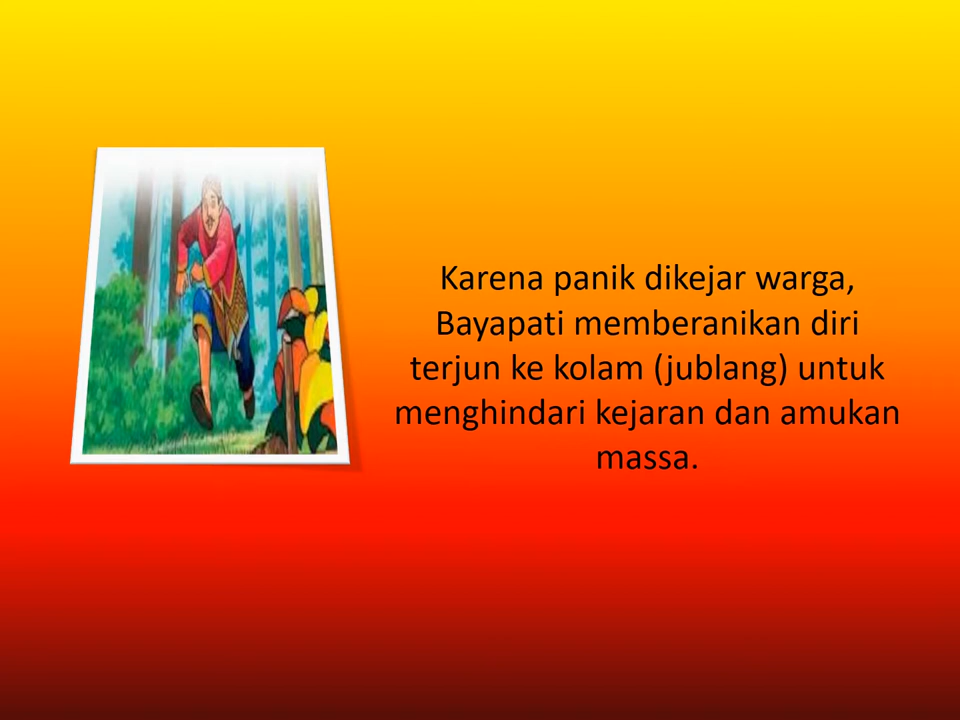 Karena panik dikejar warga,
Bayapati memberanikan diri
terjun ke kolam (jublang) untuk
menghindari kejaran dan amukan
massa.